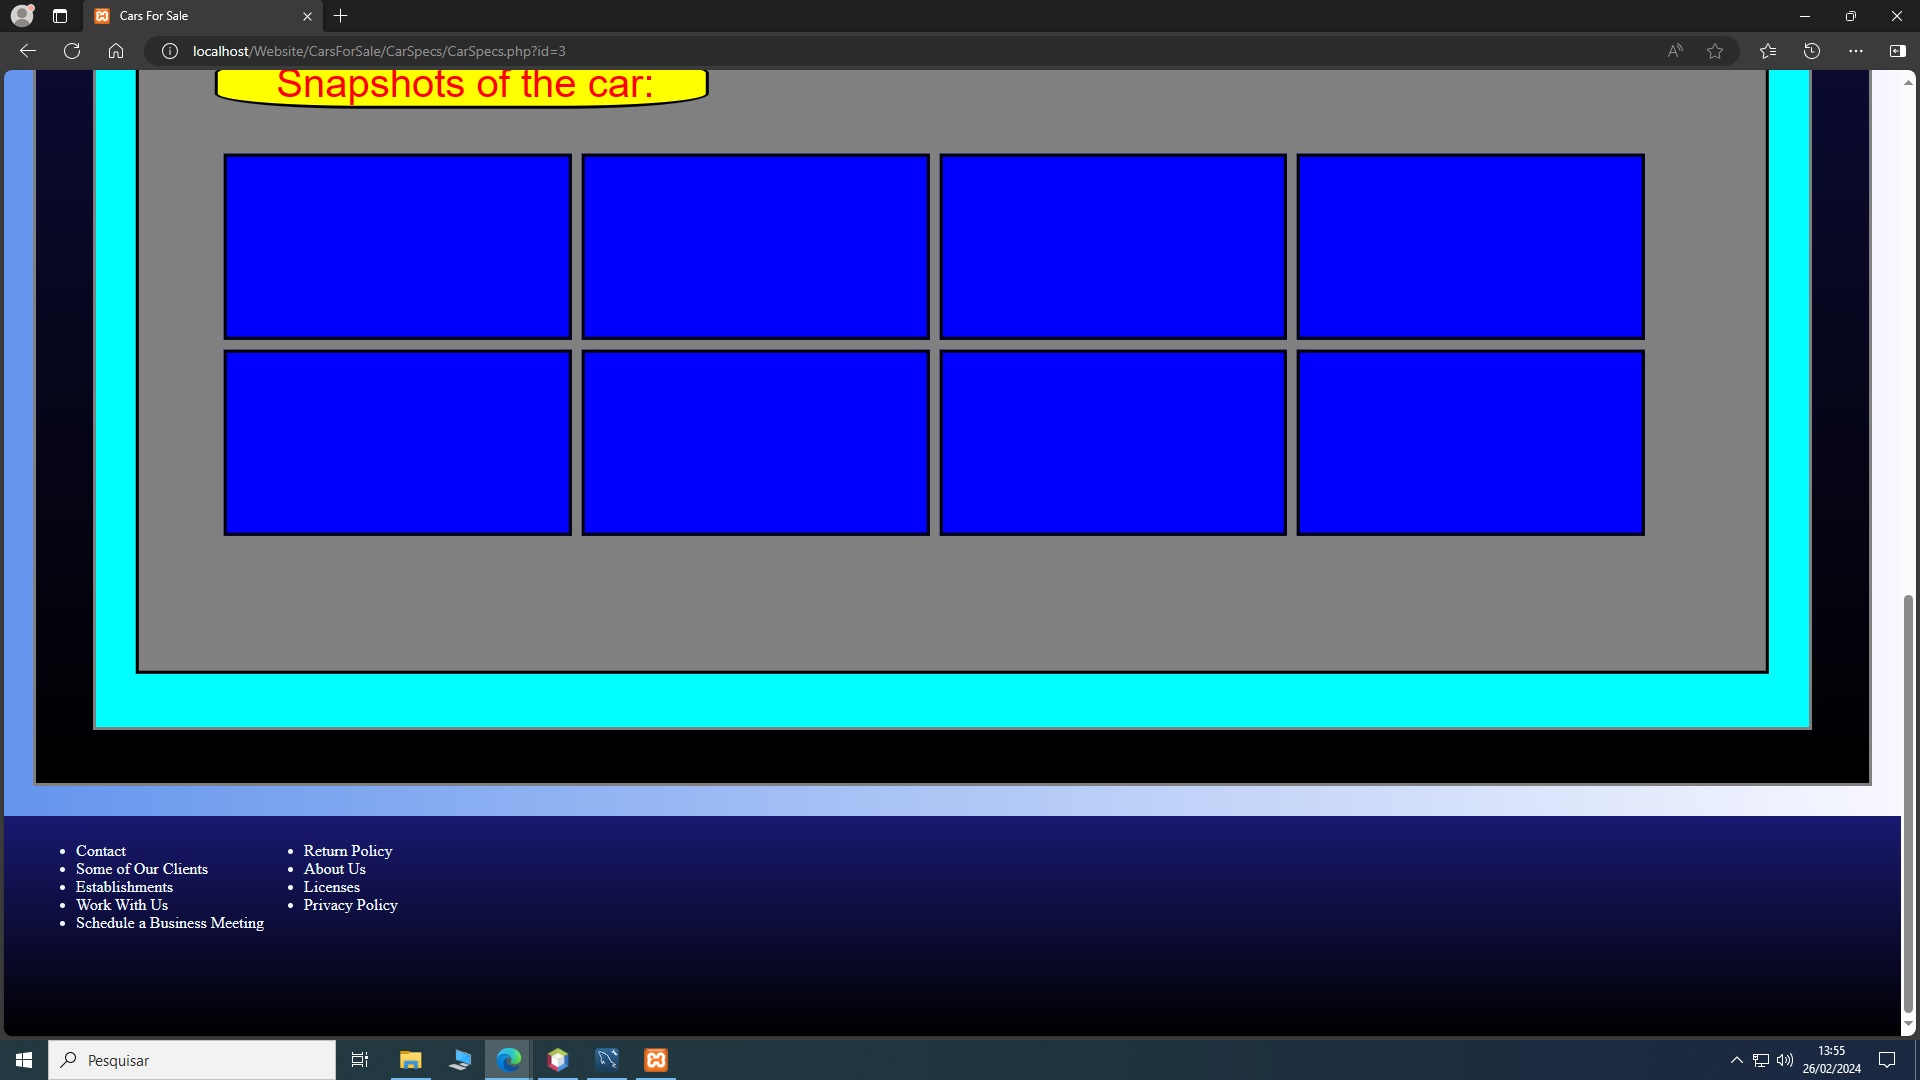 Cars For Sale
localhost/Website/CarsForSale/CarSpecs/CarSpecs.php?id=3
Snapshots of the car:
Contact
Some of Our Clients
Establishments
Work With Us
Schedule a Business Meeting
Return Policy
About Us
Licenses
Privacy Policy
Pesquisar
13:55
26/02/2024